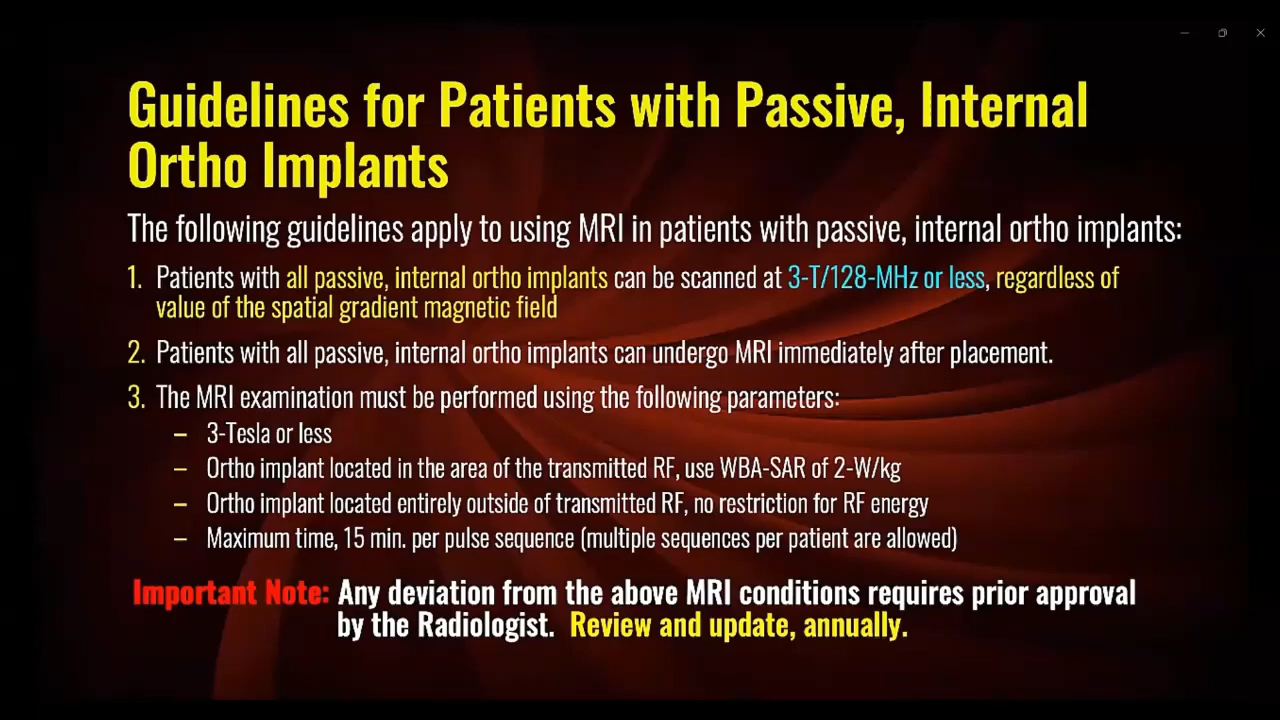 Guidelines for Patients with Passive, Internal
Ortho Implants
The following guidelines apply to using MRI in patients with passive, internal ortho implants:
1. Patients with all passive, internal ortho implants can be scanned at 3-T/128-MHz or less, regardless of
value of the spatial gradient magnetic field
2. Patients with all passive, internal ortho implants can undergo MRI immediately after placement.
3. The MRI examination must be performed using the following parameters:
– 3-Tesla or less
– Ortho implant located in the area of the transmitted RF, use WBA-SAR of 2-W/kg
– Ortho implant located entirely outside of transmitted RF, no restriction for RF energy
– Maximum time, 15 min. per pulse sequence (multiple sequences per patient are allowed)
Important Note: Any deviation from the above MRI conditions requires prior approval
by the Radiologist. Review and update, annually.